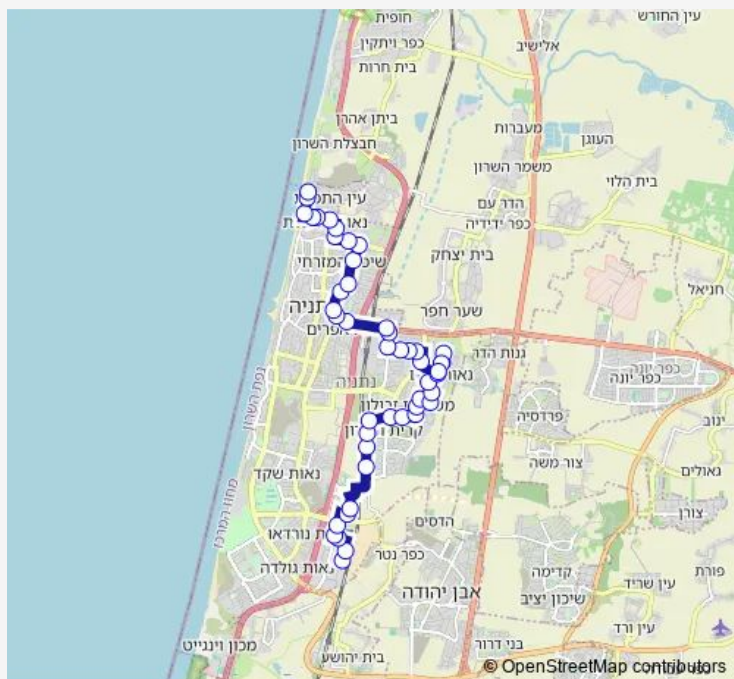 עין החורש
חופית
אלישיב
כפר ויתקין
בית חרות
ביתן אהרן
מעברות
העוגן
חבצלת השרון
משמר השרון
בית הלוי
הדר עם
כפר ידידיה
בית יצחק
חניאל
שער חפר
גנות הדר
כפר יונה
כפר יונה
נתניה
פרדסיה
ינוב
צור משה
גאולים
נאות שקד
נפת השרון
מחוז המרכז
צורן
הדסים
כפר נטר
נאות גולדה
קדימה
אבן יהודה
עין שריד
פורת
שיכון יציב
מכון וינגייט
עין ורד
בני דרור
בית יהושע
© OpenStreetMap contributors